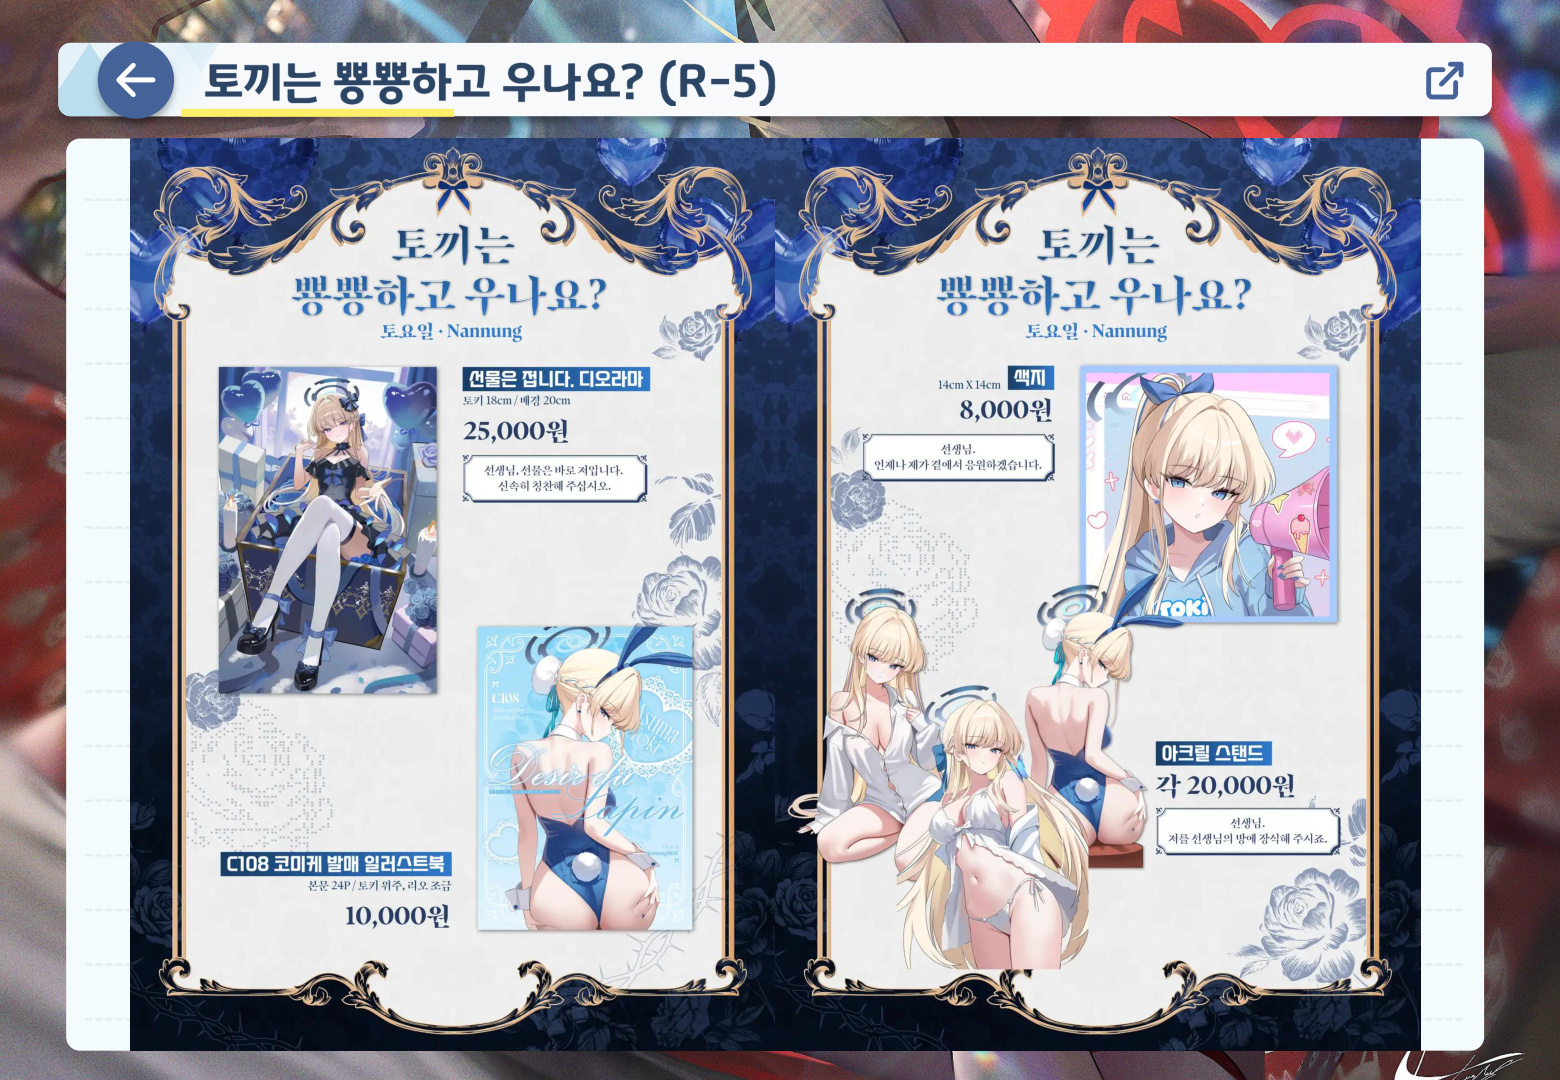 토끼는 뿅뿅하고 우나요? (R-5)
토끼는
뿅뿅하고 우나요?
토요일 · Nannung
선물은 접니다. 디오라마
토키 18cm / 배경 20cm
25,000원
선생님, 선물은 바로 저입니다.
신속히 칭찬해 주십시오.
C108
Desir du
Lapin
C108 코미케 발매 일러스트북
본문 24P / 토키 위주, 리오 조금
10,000원
토끼는
뿅뿅하고 우나요?
토요일 · Nannung
14cm X 14cm 색지
8,000원
선생님.
언제나 제가 곁에서 응원하겠습니다.
TOKI
아크릴 스탠드
각 20,000원
선생님.
저를 선생님의 방에 장식해 주시죠.